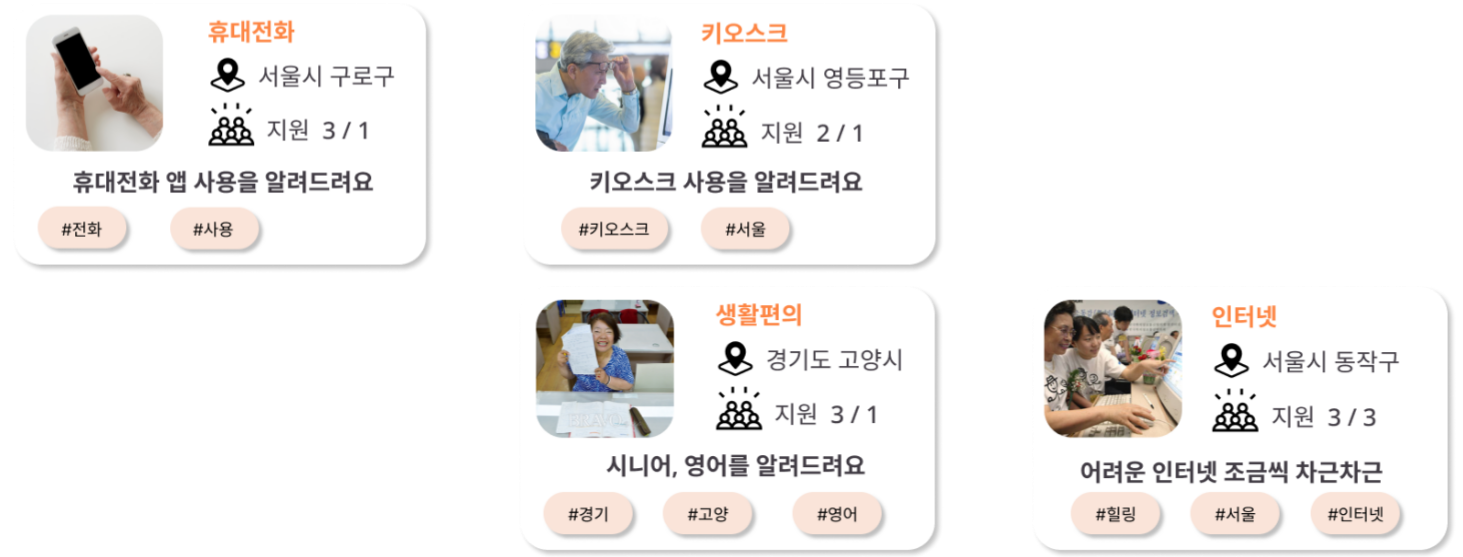 휴대전화
서울시 구로구
지원 3 / 1
휴대전화 앱 사용을 알려드려요
#전화 #사용
키오스크
서울시 영등포구
지원 2 / 1
키오스크 사용을 알려드려요
#키오스크 #서울
생활편의
경기도 고양시
지원 3 / 1
시니어, 영어를 알려드려요
#경기 #고양 #영어
인터넷
서울시 동작구
지원 3 / 3
어려운 인터넷 조금씩 차근차근
#힐링 #서울 #인터넷